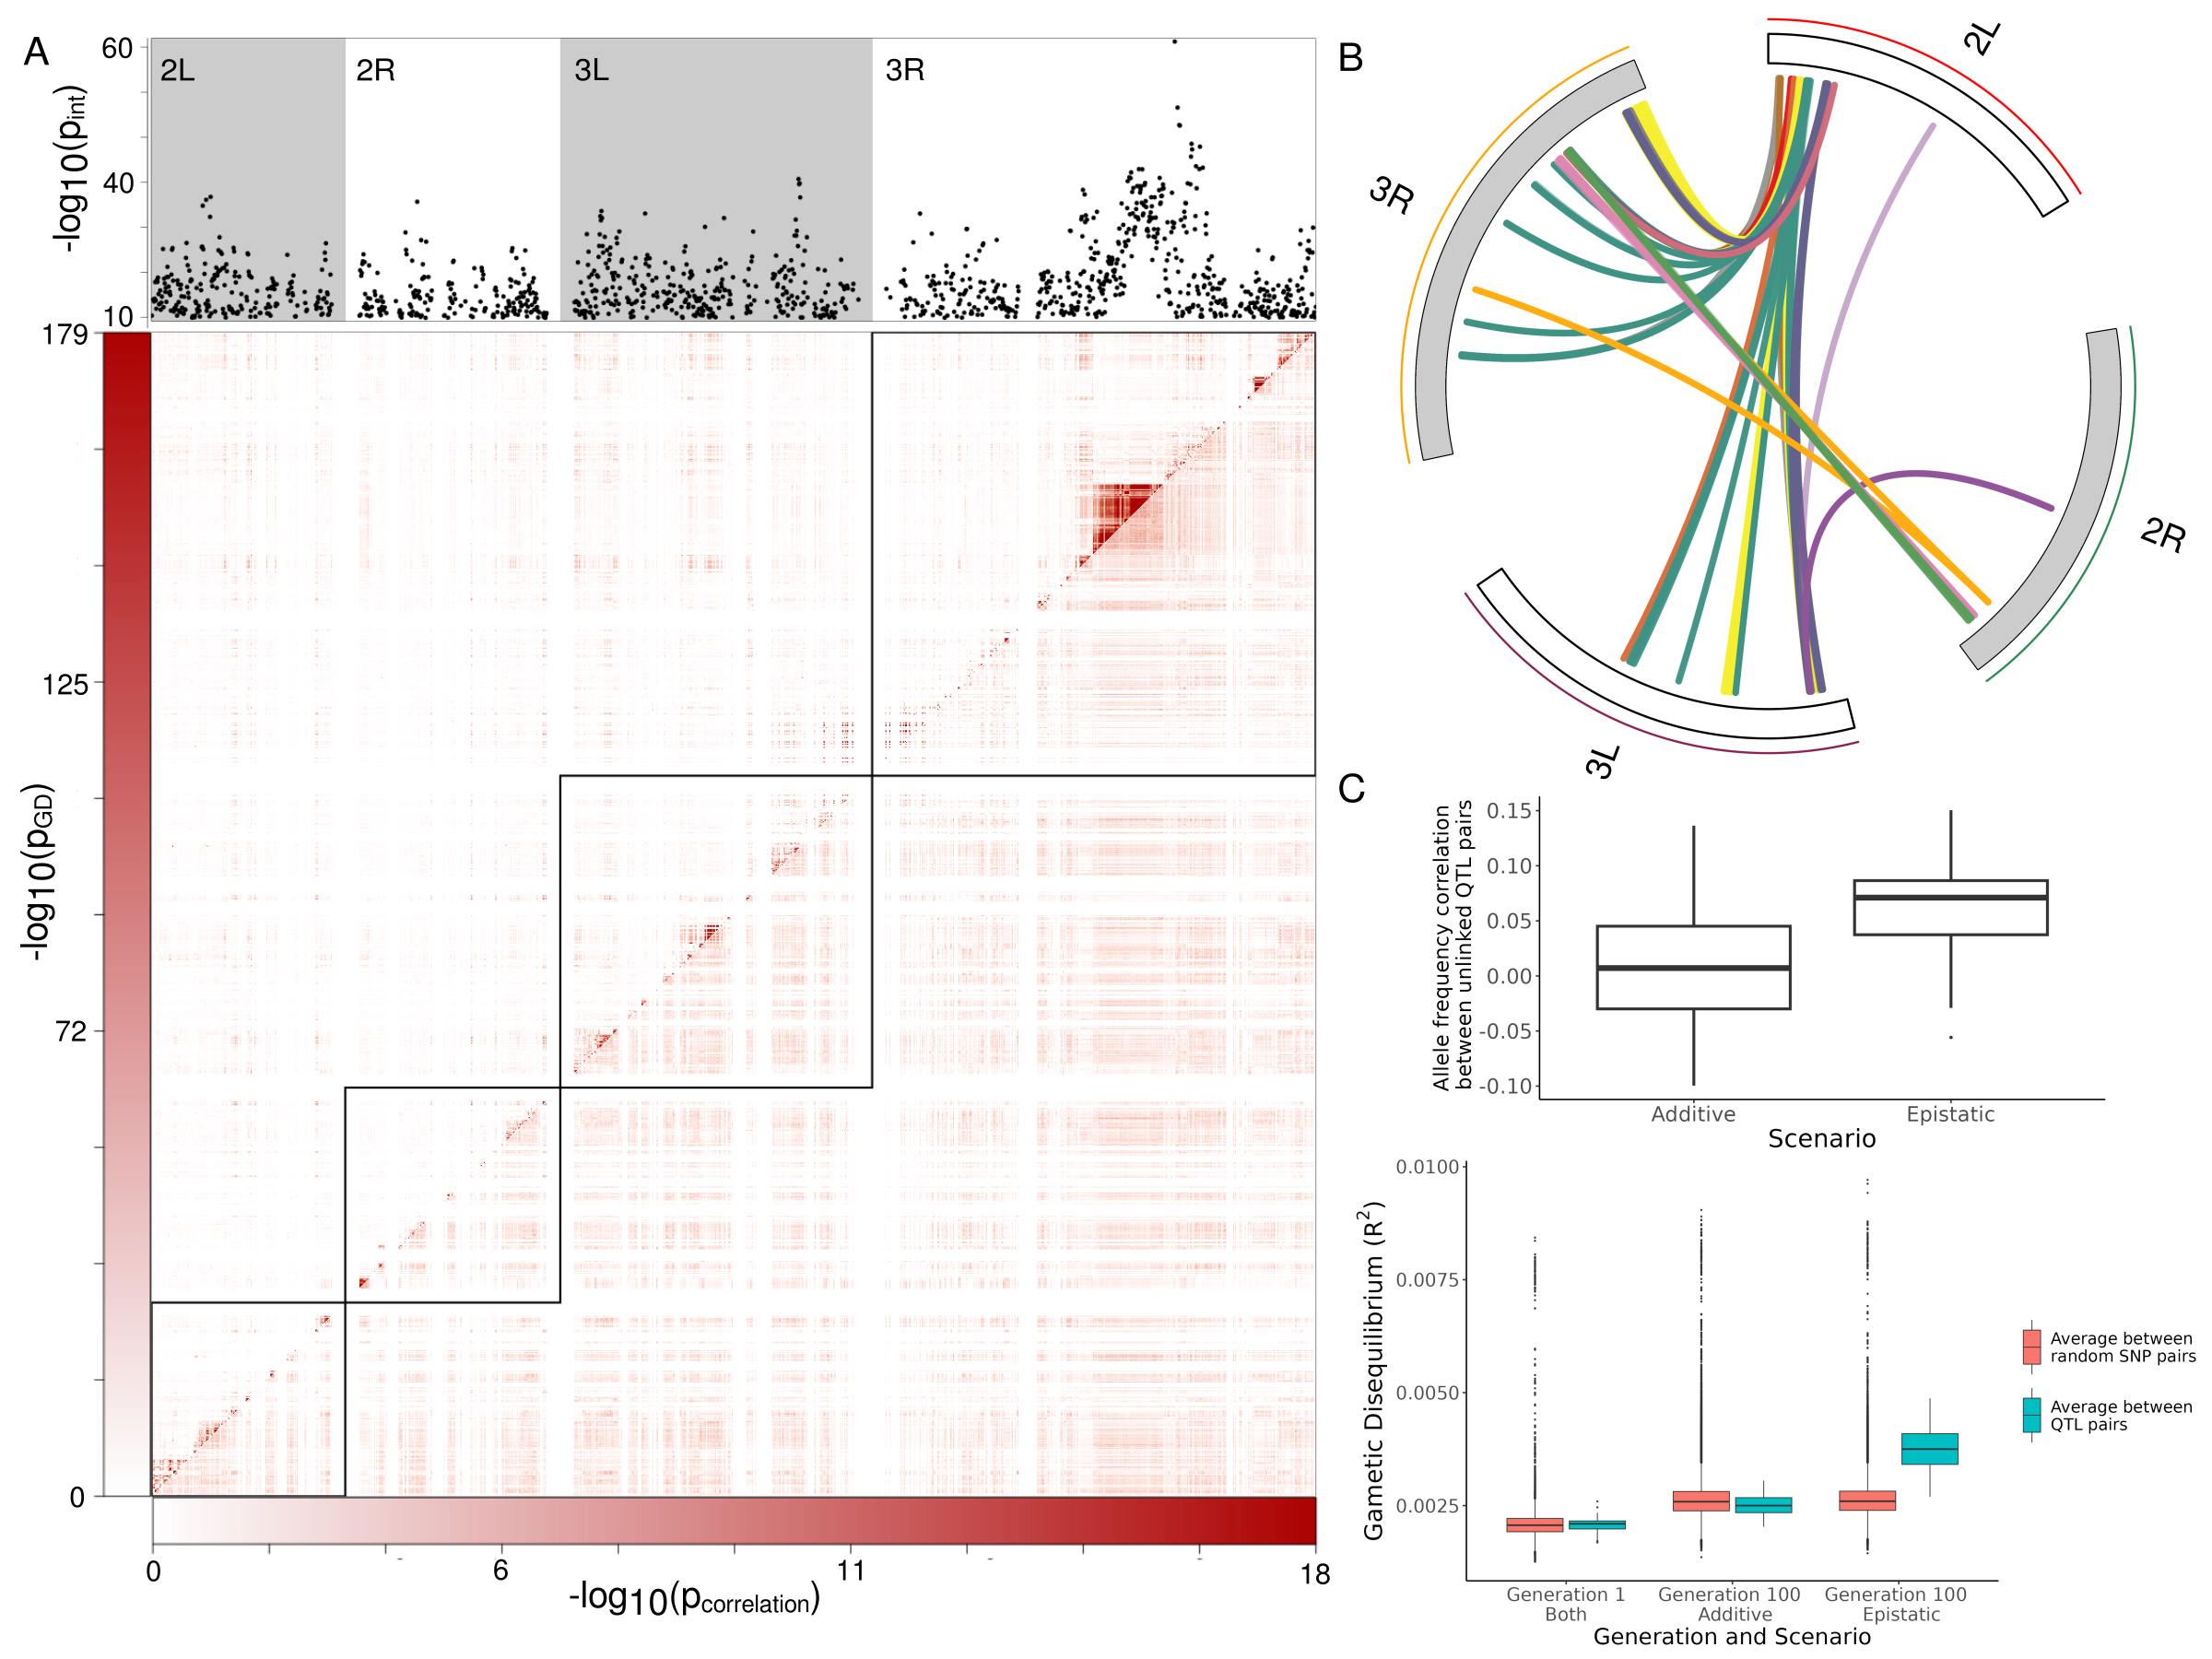 A
60
40
10
-log10(pint)
2L
2R
3L
3R
179
125
72
0
-log10(pGD)
0
6
11
18
-log10(pcorrelation)
B
2L
3R
2R
3L
C
Allele frequency correlation
between unlinked QTL pairs
0.15
0.10
0.05
0.00
-0.05
-0.10
Additive
Epistatic
Scenario
Gametic Disequilibrium (R2)
0.0100
0.0075
0.0050
0.0025
Generation 1
Both
Generation 100
Additive
Generation 100
Epistatic
Generation and Scenario
Average between
random SNP pairs
Average between
QTL pairs